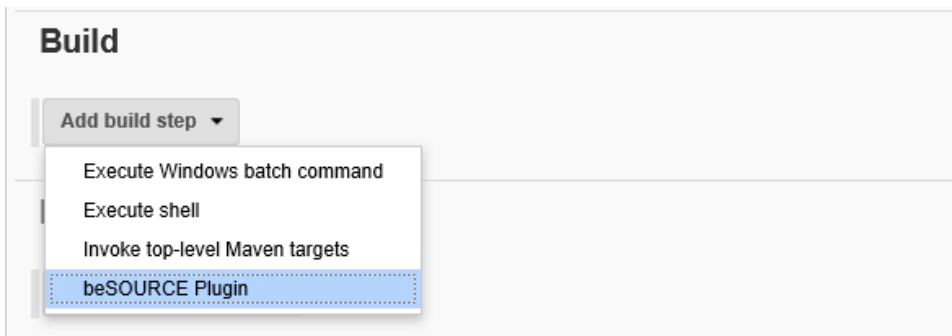 Build
Add build step
Execute Windows batch command
Execute shell
Invoke top-level Maven targets
beSOURCE Plugin